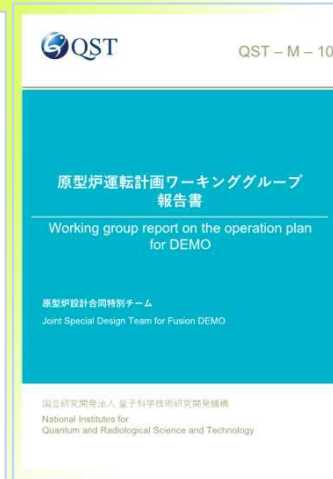 QST
QST – M – 10
原型炉運転計画ワーキンググループ
報告書
Working group report on the operation plan
for DEMO
原型炉設計合同特別チーム
Joint Special Design Team for Fusion DEMO
国立研究開発法人 量子科学技術研究開発機構
National Institutes for
Quantum and Radiological Science and Technology